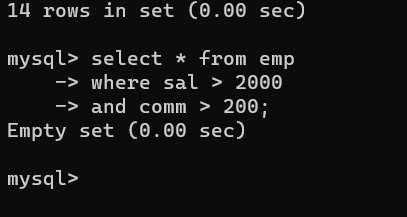 14 rows in set (0.00 sec)
mysql> select * from emp
    -> where sal > 2000
    -> and comm > 200;
Empty set (0.00 sec)
mysql>